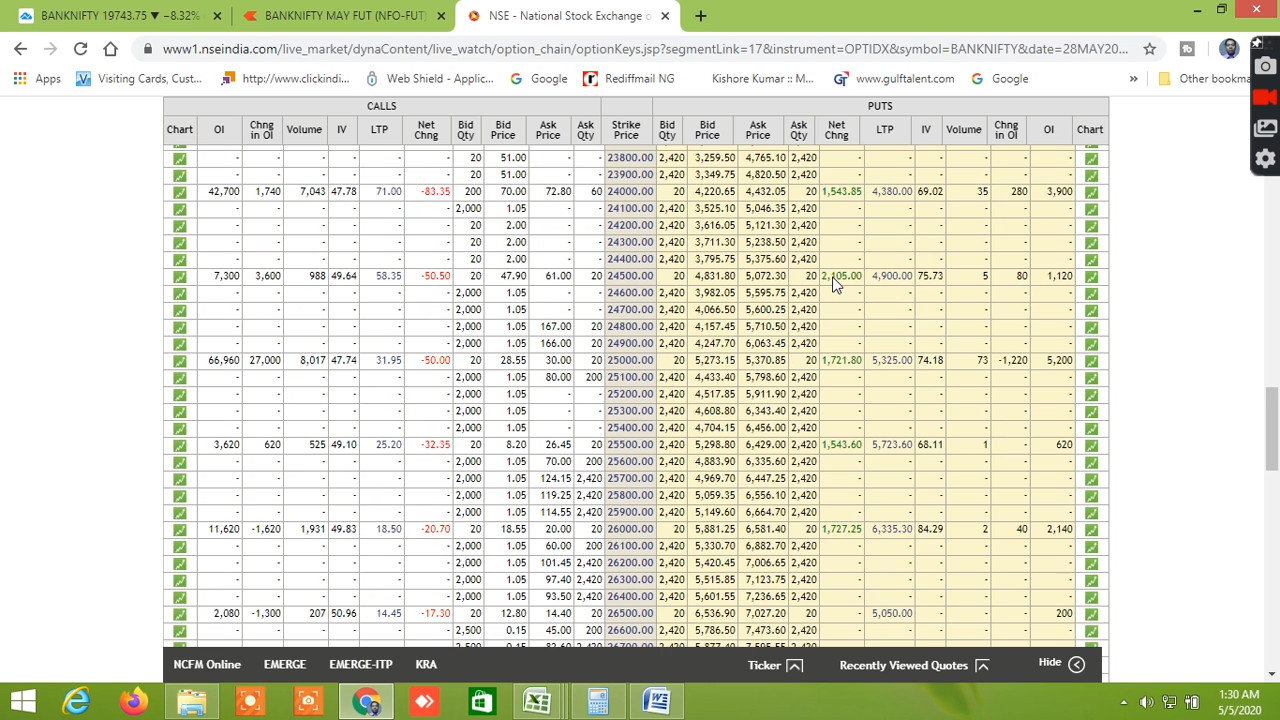 BANKNIFTY 19743.75 ▼ −8.32%
BANKNIFTY MAY FUT (NFO-FUT)
NSE - National Stock Exchange o
www1.nseindia.com/live_market/dynaContent/live_watch/option_chain/optionKeys.jsp?segmentLink=17&instrument=OPTIDX&symbol=BANKNIFTY&date=28MAY20...
Apps Visiting Cards, Cust... http://www.clickindi... Web Shield - Applic... Google Rediffmail NG Kishore Kumar :: M... www.gulftalent.com Google » Other bookma
CALLS PUTS
Chart OI Chng in OI Volume IV LTP Net Chng Bid Qty Bid Price Ask Price Ask Qty Strike Price Bid Qty Bid Price Ask Price Ask Qty Net Chng LTP IV Volume Chng in OI OI Chart
- - - - - - 20 51.00 - - 23800.00 2,420 3,259.50 4,765.10 2,420 - - - - - -
- - - - - - 20 51.00 - - 23900.00 2,420 3,349.75 4,820.50 2,420 - - - - - -
42,700 1,740 7,043 47.78 71.00 -83.35 200 70.00 72.80 60 24000.00 20 4,220.65 4,432.05 20 1,543.85 4,380.00 69.02 35 280 3,900
- - - - - - 2,000 1.05 - - 24100.00 2,420 3,525.10 5,046.35 2,420 - - - - - -
- - - - - - 20 2.00 - - 24200.00 2,420 3,616.05 5,121.30 2,420 - - - - - -
- - - - - - 20 2.00 - - 24300.00 2,420 3,711.30 5,238.50 2,420 - - - - - -
- - - - - - 20 2.00 - - 24400.00 2,420 3,795.75 5,375.60 2,420 - - - - - -
7,300 3,600 988 49.64 58.35 -50.50 20 47.90 61.00 20 24500.00 20 4,831.80 5,072.30 20 2,105.00 4,900.00 75.73 5 80 1,120
- - - - - - 2,000 1.05 - - 24600.00 2,420 3,982.05 5,595.75 2,420 - - - - - -
- - - - - - 2,000 1.05 - - 24700.00 2,420 4,066.50 5,600.25 2,420 - - - - - -
- - - - - - 2,000 1.05 167.00 20 24800.00 2,420 4,157.45 5,710.50 2,420 - - - - - -
- - - - - - 2,000 1.05 166.00 20 24900.00 2,420 4,247.70 6,063.45 2,420 - - - - - -
66,960 27,000 8,017 47.74 31.95 -50.00 20 28.55 30.00 20 25000.00 20 5,273.15 5,370.85 20 1,721.80 5,325.00 74.18 73 -1,220 5,200
- - - - - - 2,000 1.05 80.00 200 25100.00 2,420 4,433.40 5,798.60 2,420 - - - - - -
- - - - - - 2,000 1.05 - - 25200.00 2,420 4,517.85 5,911.90 2,420 - - - - - -
- - - - - - 2,000 1.05 - - 25300.00 2,420 4,608.80 6,343.40 2,420 - - - - - -
- - - - - - 2,000 1.05 - - 25400.00 2,420 4,704.15 6,456.00 2,420 - - - - - -
3,620 620 525 49.10 25.20 -32.35 20 8.20 26.45 20 25500.00 20 5,298.80 6,429.00 20 1,543.60 5,723.60 68.11 1 - 620
- - - - - - 2,000 1.05 70.00 200 25600.00 2,420 4,883.90 6,335.60 2,420 - - - - - -
- - - - - - 2,000 1.05 124.15 2,420 25700.00 2,420 4,969.70 6,447.25 2,420 - - - - - -
- - - - - - 2,000 1.05 119.25 2,420 25800.00 2,420 5,059.35 6,556.10 2,420 - - - - - -
- - - - - - 2,000 1.05 114.55 2,420 25900.00 2,420 5,149.60 6,664.70 2,420 - - - - - -
11,620 -1,620 1,931 49.83 18.50 -20.70 20 18.55 20.00 20 26000.00 20 5,881.25 6,581.40 20 1,727.25 6,335.30 84.29 2 40 2,140
- - - - - - 2,000 1.05 60.00 200 26100.00 2,420 5,330.70 6,882.70 2,420 - - - - - -
- - - - - - 2,000 1.05 101.45 2,420 26200.00 2,420 5,420.45 7,006.65 2,420 - - - - - -
- - - - - - 2,000 1.05 97.40 2,420 26300.00 2,420 5,515.85 7,123.75 2,420 - - - - - -
- - - - - - 2,000 1.05 93.50 2,420 26400.00 2,420 5,601.55 7,236.65 2,420 - - - - - -
2,080 -1,300 207 50.96 14.45 -17.30 20 12.80 14.40 20 26500.00 20 6,536.90 7,027.20 20 - 5,050.00 - - - 200
- - - - - - 2,500 0.15 45.00 200 26600.00 2,420 5,786.50 7,473.60 2,420 - - - - - -
NCFM Online EMERGE EMERGE-ITP KRA Ticker Recently Viewed Quotes Hide
1:30 AM
5/5/2020